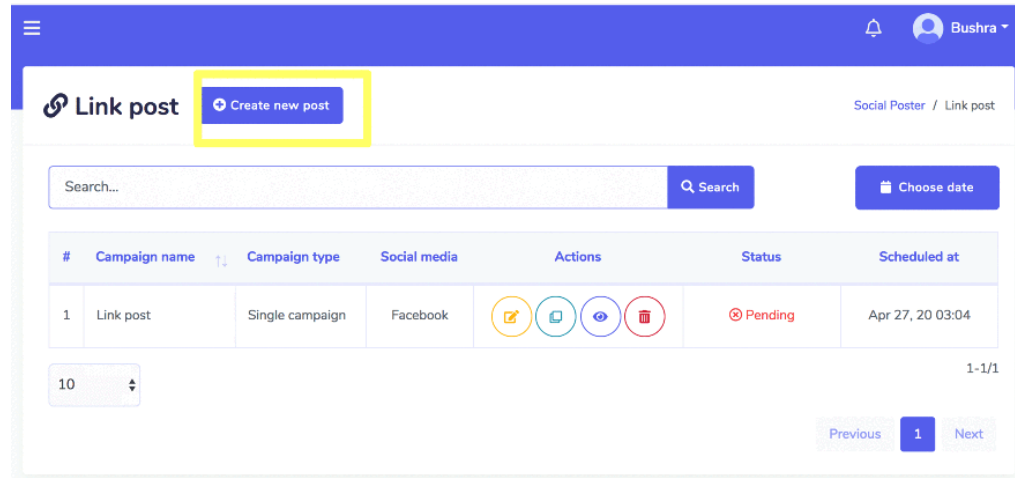 Bushra
Link post
Create new post
Social Poster / Link post
Search...
Search
Choose date
# Campaign name Campaign type Social media Actions Status Scheduled at
1 Link post Single campaign Facebook Pending Apr 27, 20 03:04
10
1-1/1
Previous 1 Next